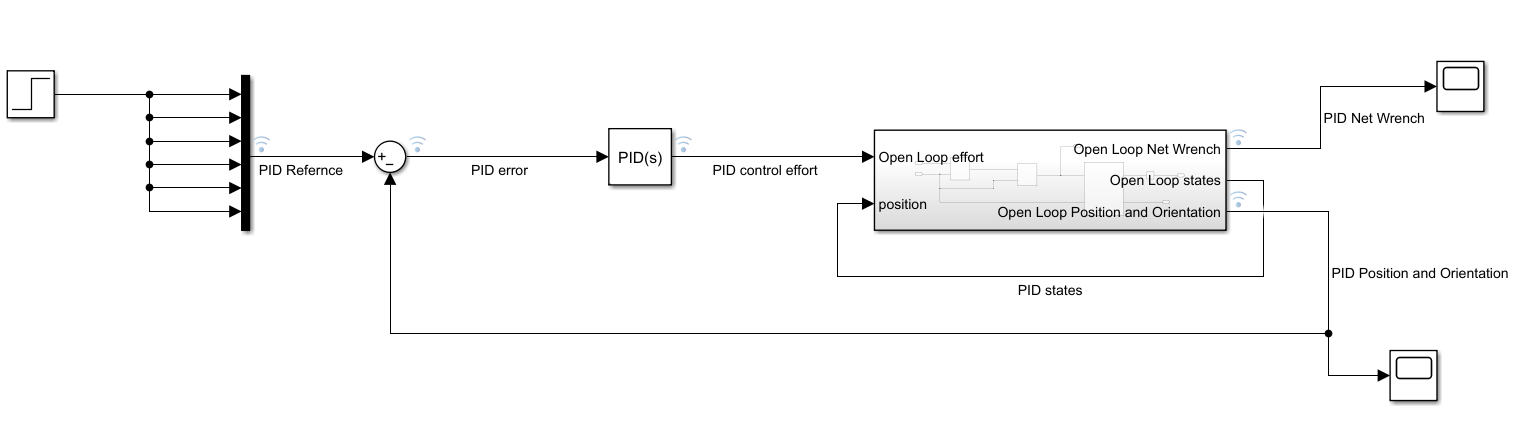 PID Net Wrench
PID Refernce
+
−
PID error
PID(s)
PID control effort
Open Loop effort
position
Open Loop Net Wrench
Open Loop states
Open Loop Position and Orientation
PID states
PID Position and Orientation